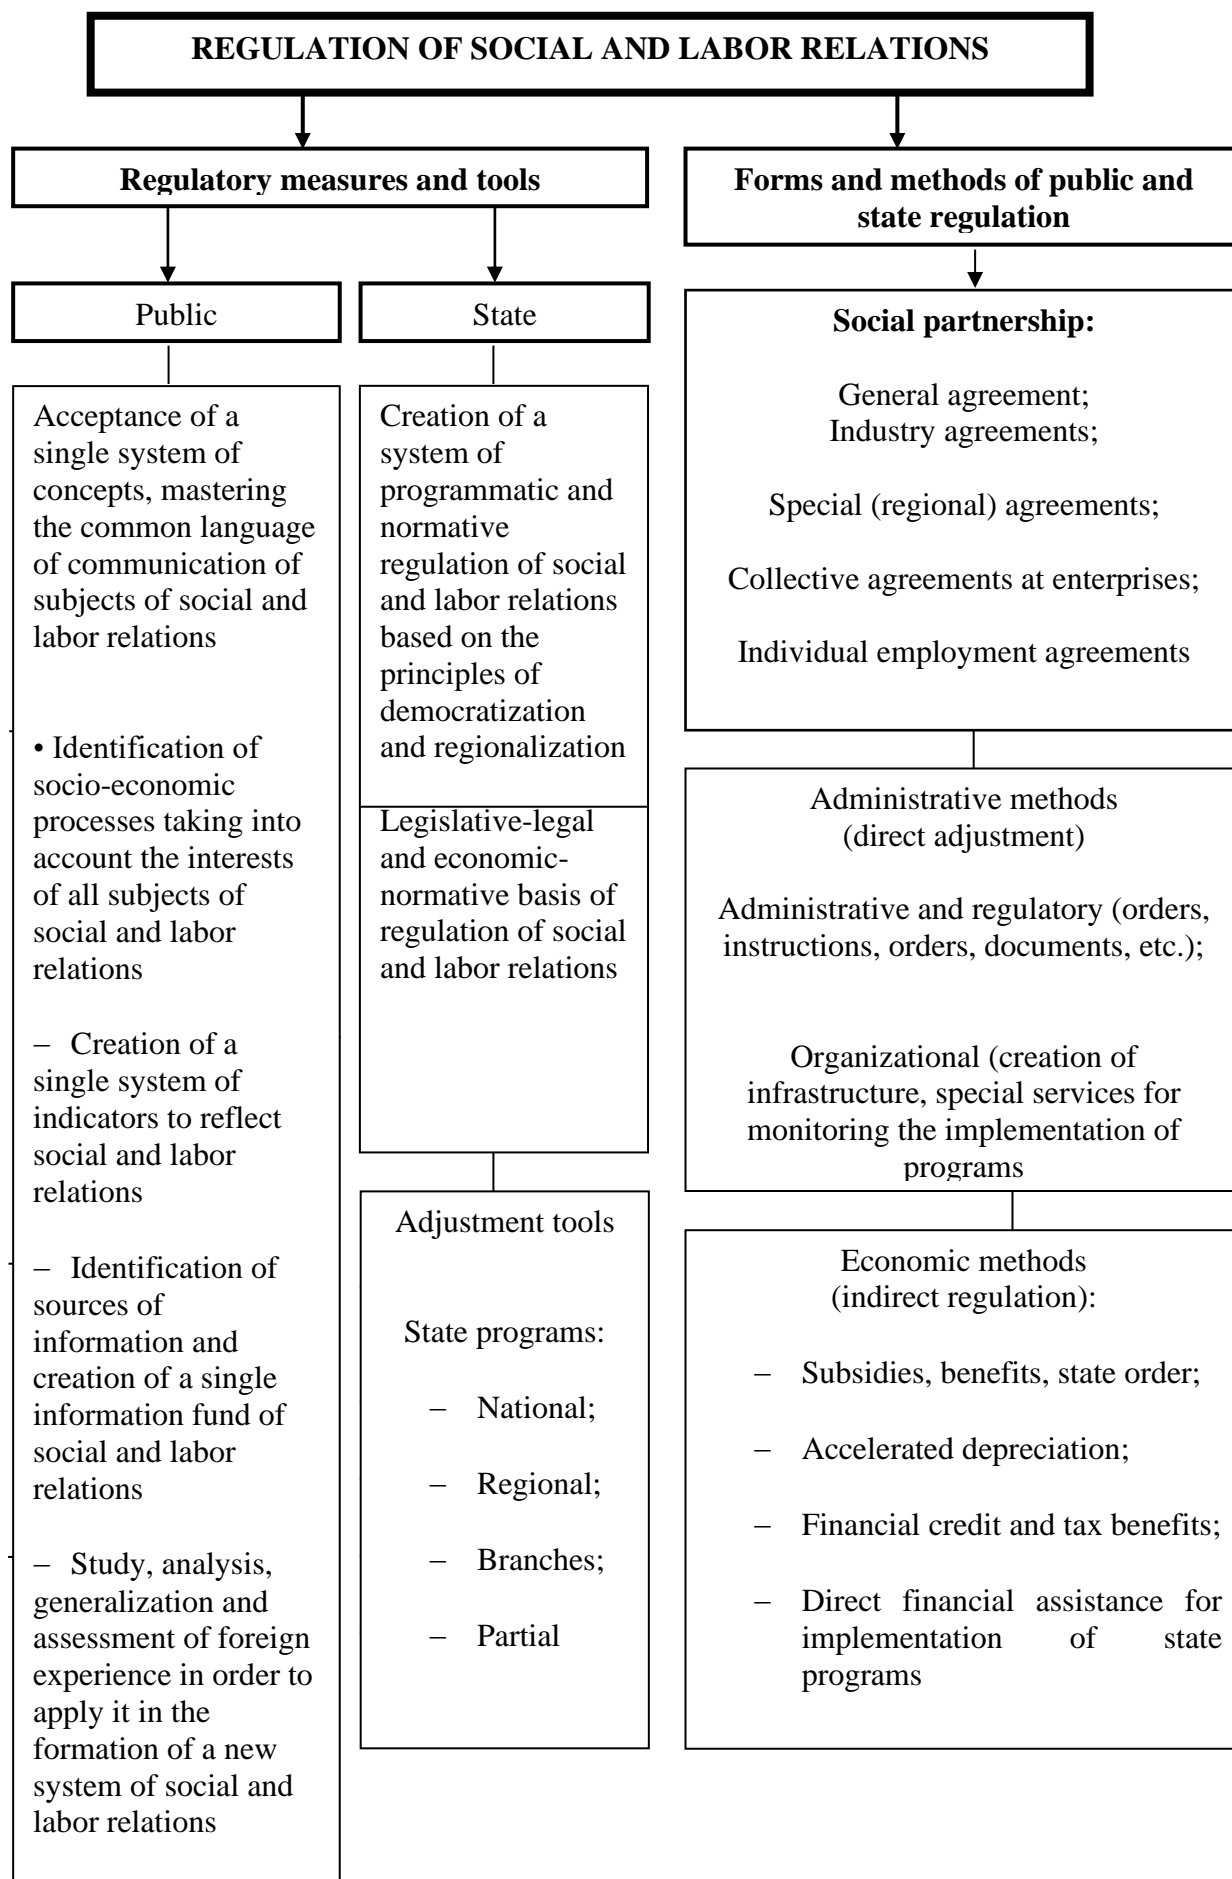 REGULATION OF SOCIAL AND LABOR RELATIONS
Regulatory measures and tools
Public
Acceptance of a
single system of
concepts, mastering
the common language
of communication of
subjects of social and
labor relations
• Identification of
socio-economic
processes taking into
account the interests
of all subjects of
social and labor
relations
– Creation of a
single system of
indicators to reflect
social and labor
relations
– Identification of
sources of
information and
creation of a single
information fund of
social and labor
relations
– Study, analysis,
generalization and
assessment of foreign
experience in order to
apply it in the
formation of a new
system of social and
labor relations
State
Creation of a
system of
programmatic and
normative
regulation of social
and labor relations
based on the
principles of
democratization
and regionalization
Legislative-legal
and economic-
normative basis of
regulation of social
and labor relations
Adjustment tools
State programs:
– National;
– Regional;
– Branches;
– Partial
Forms and methods of public and
state regulation
Social partnership:
General agreement;
Industry agreements;
Special (regional) agreements;
Collective agreements at enterprises;
Individual employment agreements
Administrative methods
(direct adjustment)
Administrative and regulatory (orders,
instructions, orders, documents, etc.);
Organizational (creation of
infrastructure, special services for
monitoring the implementation of
programs
Economic methods
(indirect regulation):
– Subsidies, benefits, state order;
– Accelerated depreciation;
– Financial credit and tax benefits;
– Direct financial assistance for
implementation of state
programs